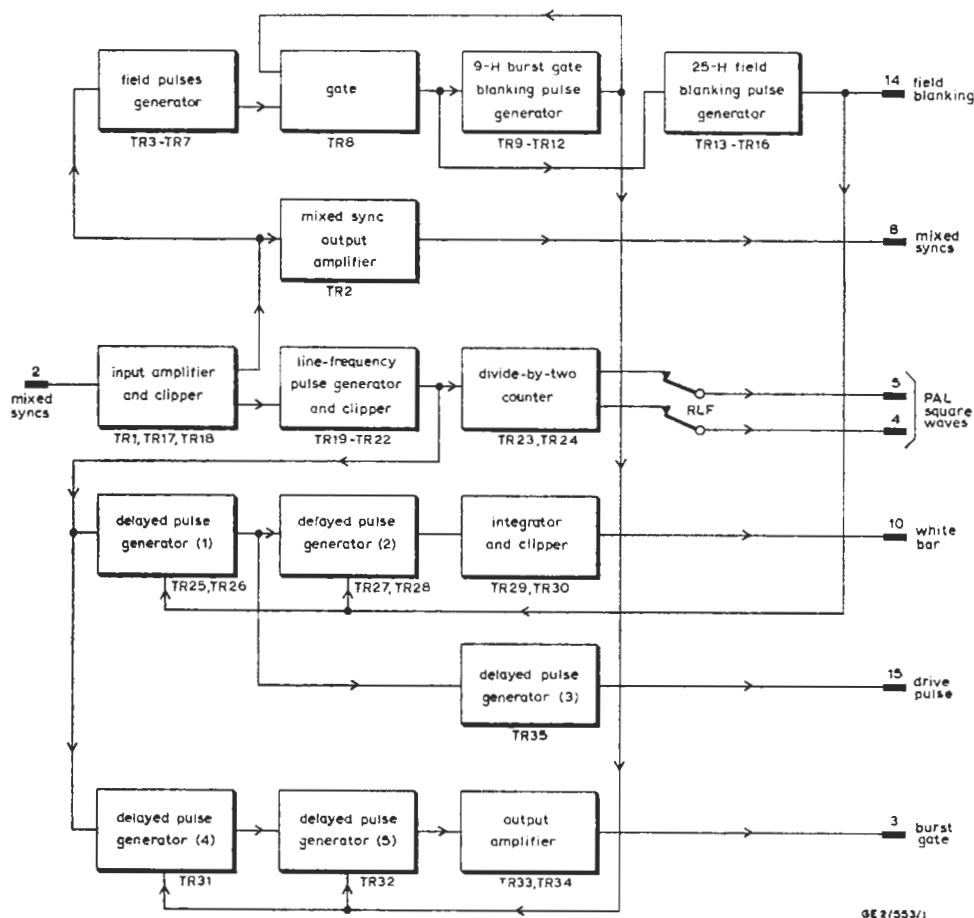 field pulses
generator
TR3-TR7
gate
TR8
9-H burst gate
blanking pulse
generator
TR9-TR12
25-H field
blanking pulse
generator
TR13-TR16
14
field
blanking
mixed sync
output
amplifier
TR2
8
mixed
syncs
2
mixed
syncs
input amplifier
and clipper
TR1, TR17, TR18
line-frequency
pulse generator
and clipper
TR19-TR22
divide-by-two
counter
TR23, TR24
RLF
5
4
PAL
square
waves
delayed pulse
generator (1)
TR25, TR26
delayed pulse
generator (2)
TR27, TR28
integrator
and clipper
TR29, TR30
10
white
bar
delayed pulse
generator (3)
TR35
15
drive
pulse
delayed pulse
generator (4)
TR31
delayed pulse
generator (5)
TR32
output
amplifier
TR33, TR34
3
burst
gate
GE2/553/1